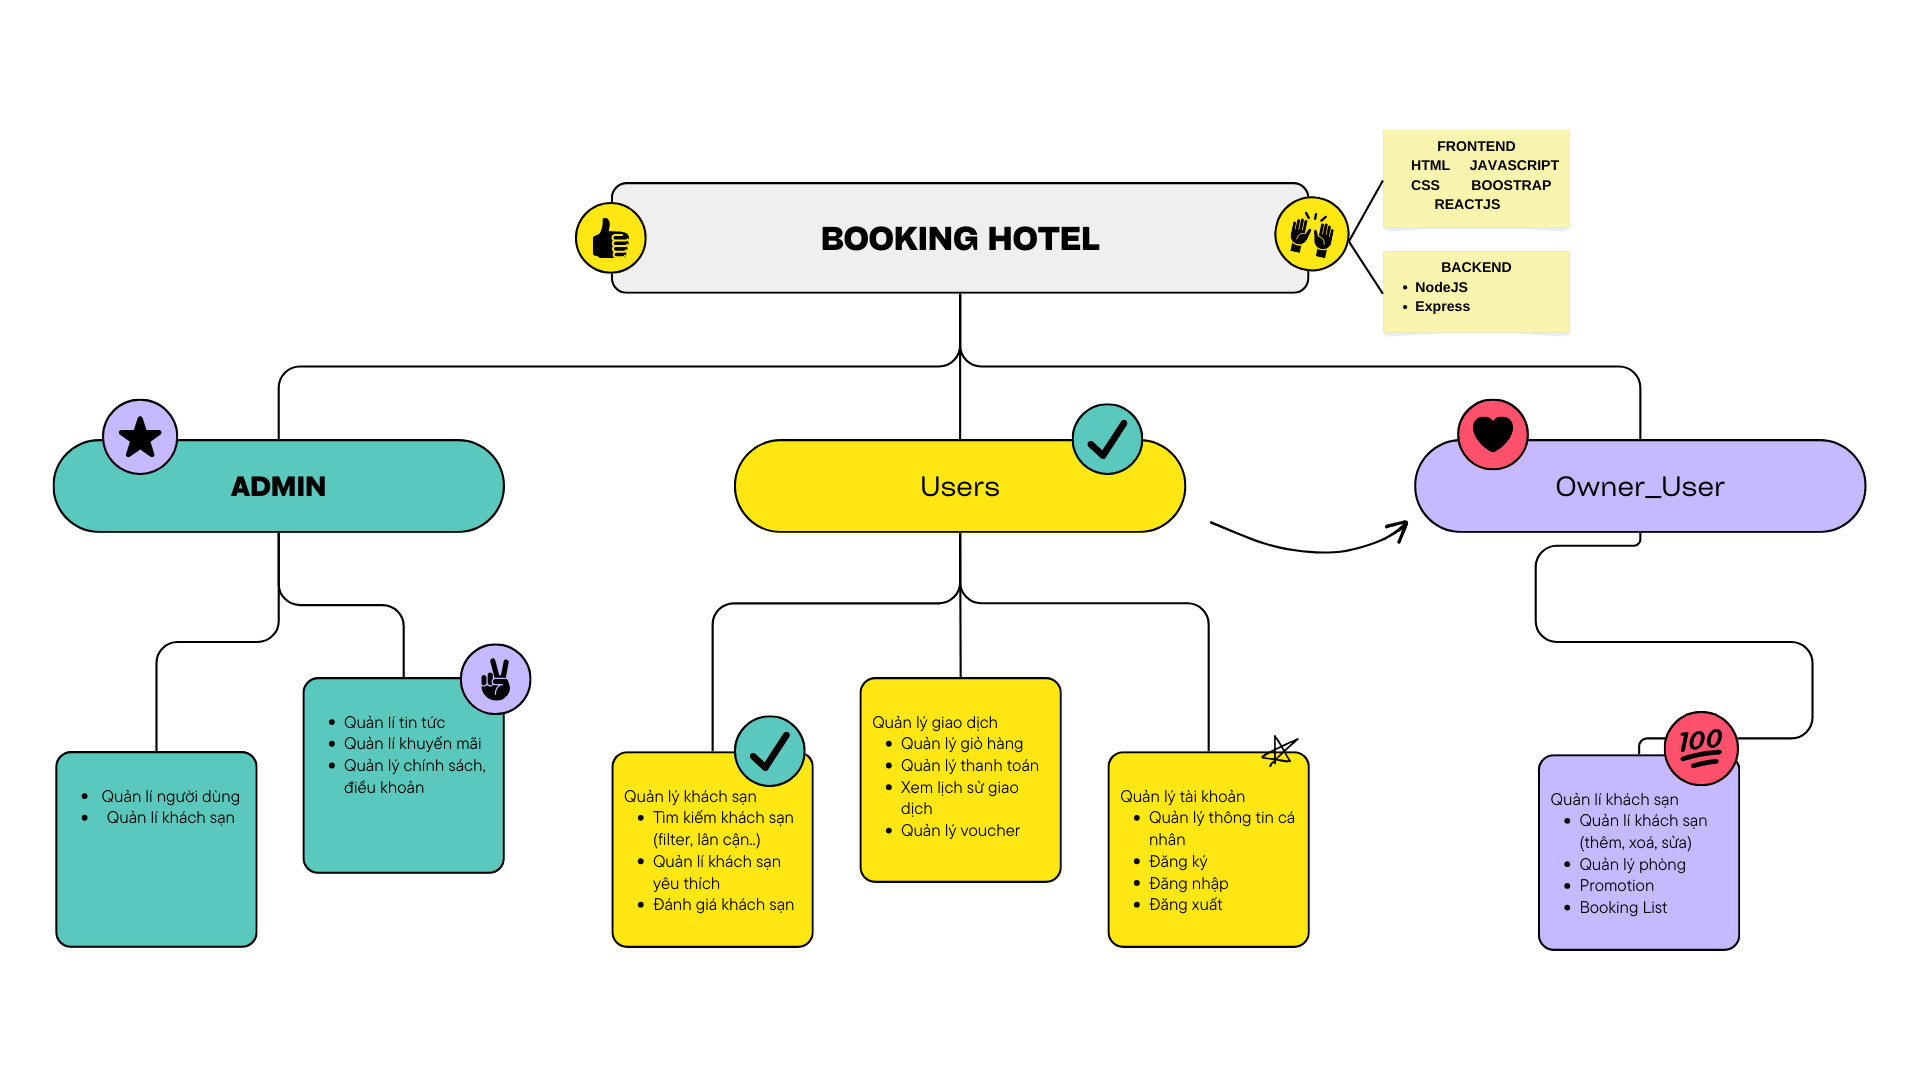 FRONTEND
HTML JAVASCRIPT
CSS BOOSTRAP
REACTJS
BOOKING HOTEL
BACKEND
• NodeJS
• Express
ADMIN
Users
Owner_User
• Quản lí người dùng
• Quản lí khách sạn
• Quản lí tin tức
• Quản lí khuyến mãi
• Quản lý chính sách,
điều khoản
Quản lý khách sạn
• Tìm kiếm khách sạn
(filter, lân cận..)
• Quản lí khách sạn
yêu thích
• Đánh giá khách sạn
Quản lý giao dịch
• Quản lý giỏ hàng
• Quản lý thanh toán
• Xem lịch sử giao
dịch
• Quản lý voucher
Quản lý tài khoản
• Quản lý thông tin cá
nhân
• Đăng ký
• Đăng nhập
• Đăng xuất
100
Quản lí khách sạn
• Quản lí khách sạn
(thêm, xoá, sửa)
• Quản lý phòng
• Promotion
• Booking List